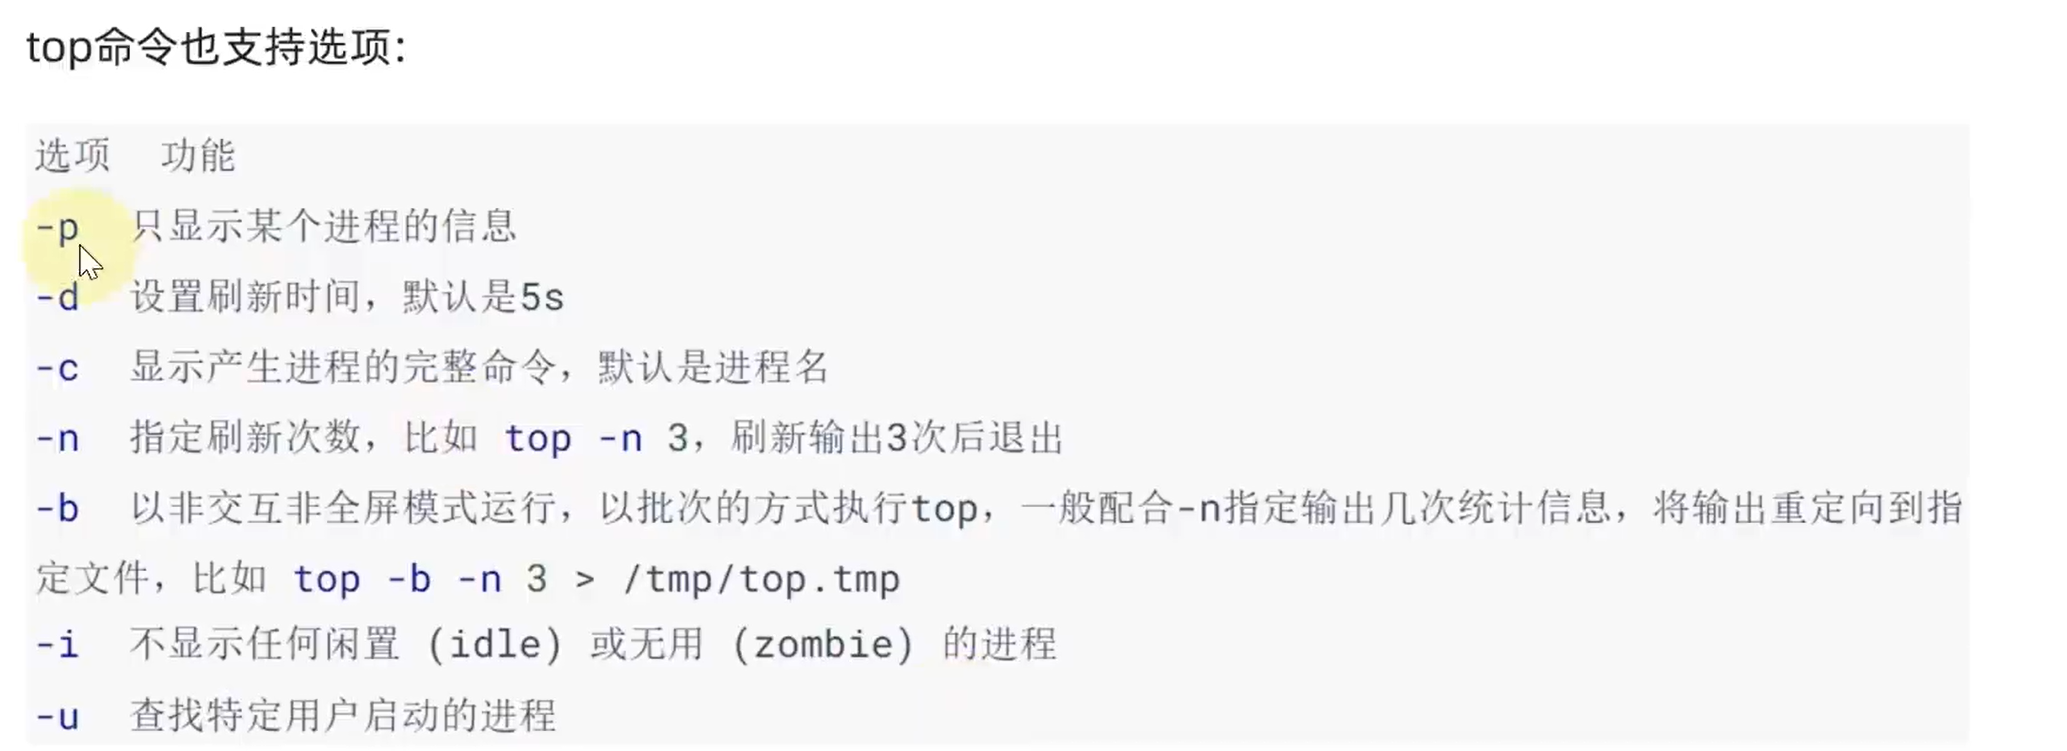 top命令也支持选项：
选项 功能
-p 只显示某个进程的信息
-d 设置刷新时间，默认是5s
-c 显示产生进程的完整命令，默认是进程名
-n 指定刷新次数，比如 top -n 3，刷新输出3次后退出
-b 以非交互非全屏模式运行，以批次的方式执行top，一般配合-n指定输出几次统计信息，将输出重定向到指
定文件，比如 top -b -n 3 > /tmp/top.tmp
-i 不显示任何闲置 (idle) 或无用 (zombie) 的进程
-u 查找特定用户启动的进程